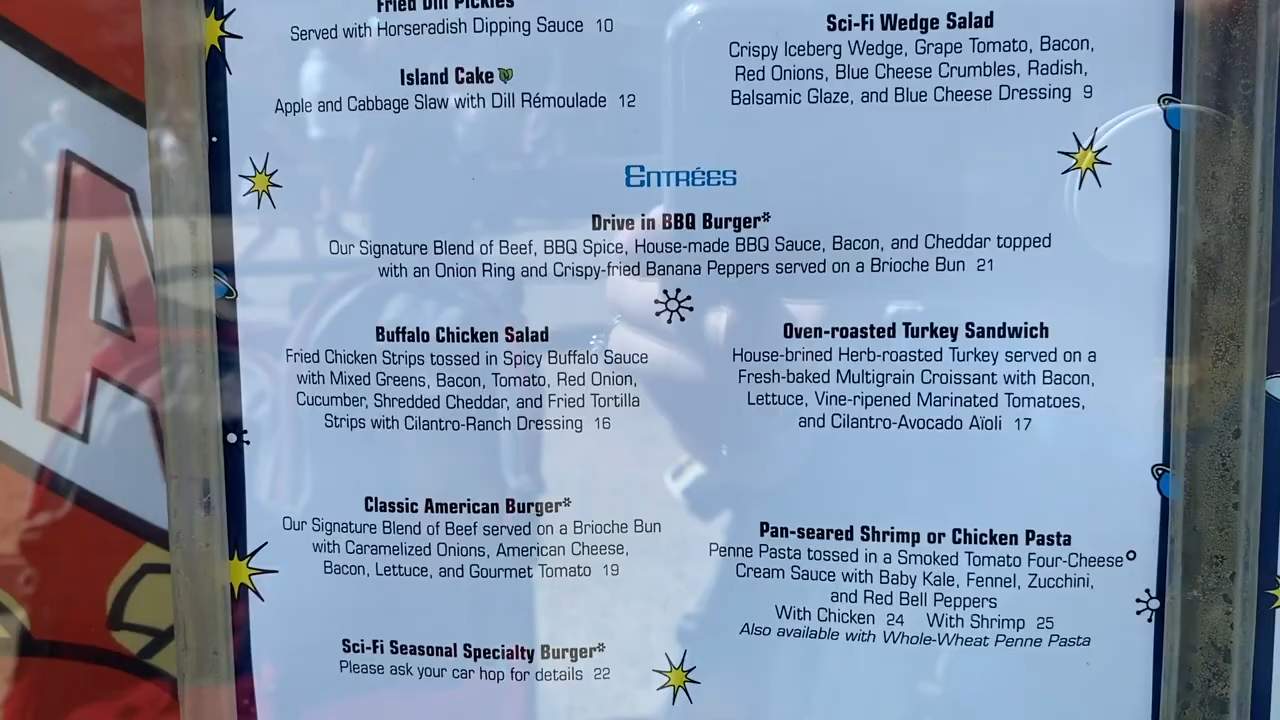 Fried Dill Pickles
Served with Horseradish Dipping Sauce 10
Island Cake
Apple and Cabbage Slaw with Dill Rémoulade 12
Sci-Fi Wedge Salad
Crispy Iceberg Wedge, Grape Tomato, Bacon,
Red Onions, Blue Cheese Crumbles, Radish,
Balsamic Glaze, and Blue Cheese Dressing 9
Entrées
Drive in BBQ Burger*
Our Signature Blend of Beef, BBQ Spice, House-made BBQ Sauce, Bacon, and Cheddar topped
with an Onion Ring and Crispy-fried Banana Peppers served on a Brioche Bun 21
Buffalo Chicken Salad
Fried Chicken Strips tossed in Spicy Buffalo Sauce
with Mixed Greens, Bacon, Tomato, Red Onion,
Cucumber, Shredded Cheddar, and Fried Tortilla
Strips with Cilantro-Ranch Dressing 16
Oven-roasted Turkey Sandwich
House-brined Herb-roasted Turkey served on a
Fresh-baked Multigrain Croissant with Bacon,
Lettuce, Vine-ripened Marinated Tomatoes,
and Cilantro-Avocado Aïoli 17
Classic American Burger*
Our Signature Blend of Beef served on a Brioche Bun
with Caramelized Onions, American Cheese,
Bacon, Lettuce, and Gourmet Tomato 19
Pan-seared Shrimp or Chicken Pasta
Penne Pasta tossed in a Smoked Tomato Four-Cheese
Cream Sauce with Baby Kale, Fennel, Zucchini,
and Red Bell Peppers
With Chicken 24 With Shrimp 25
Also available with Whole-Wheat Penne Pasta
Sci-Fi Seasonal Specialty Burger*
Please ask your car hop for details 22
A